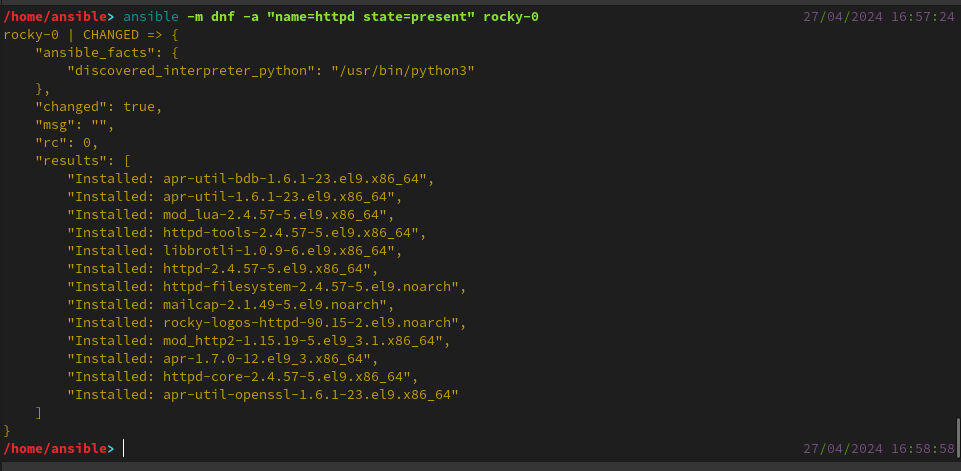 /home/ansible> ansible -m dnf -a "name=httpd state=present" rocky-0 27/04/2024 16:57:24
rocky-0 | CHANGED => {
    "ansible_facts": {
        "discovered_interpreter_python": "/usr/bin/python3"
    },
    "changed": true,
    "msg": "",
    "rc": 0,
    "results": [
        "Installed: apr-util-bdb-1.6.1-23.el9.x86_64",
        "Installed: apr-util-1.6.1-23.el9.x86_64",
        "Installed: mod_lua-2.4.57-5.el9.x86_64",
        "Installed: httpd-tools-2.4.57-5.el9.x86_64",
        "Installed: libbrotli-1.0.9-6.el9.x86_64",
        "Installed: httpd-2.4.57-5.el9.x86_64",
        "Installed: httpd-filesystem-2.4.57-5.el9.noarch",
        "Installed: mailcap-2.1.49-5.el9.noarch",
        "Installed: rocky-logos-httpd-90.15-2.el9.noarch",
        "Installed: mod_http2-1.15.19-5.el9_3.1.x86_64",
        "Installed: apr-1.7.0-12.el9_3.x86_64",
        "Installed: httpd-core-2.4.57-5.el9.x86_64",
        "Installed: apr-util-openssl-1.6.1-23.el9.x86_64"
    ]
}
/home/ansible> 27/04/2024 16:58:58